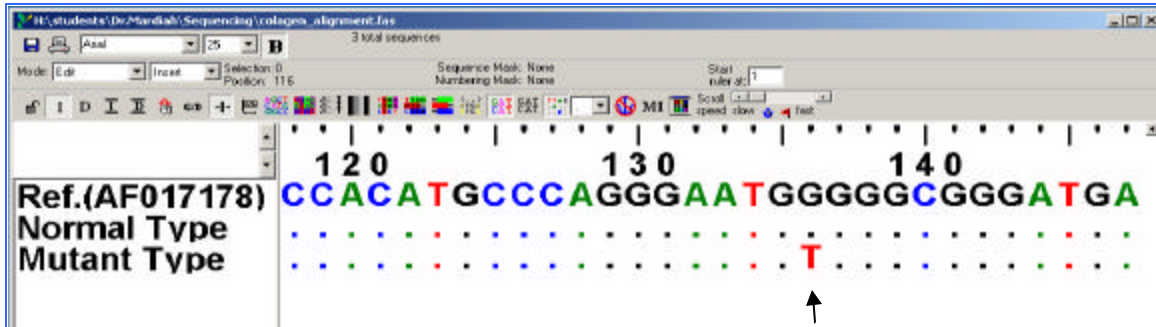 H:\students\Dr.Mardiah\Sequencing\colagen_alignment.fas
Arial 25 B 3 total sequences
Mode: Edit Insert Selection: 0 Position: 116 Sequence Mask: None Numbering Mask: None Start ruler at: 1
I D I II MI Scroll speed slow fast
120 130 140
Ref.(AF017178) CCACATGCCCAGGGAATGGGGGCGGGATGA
Normal Type ..............................
Mutant Type ..................T...........